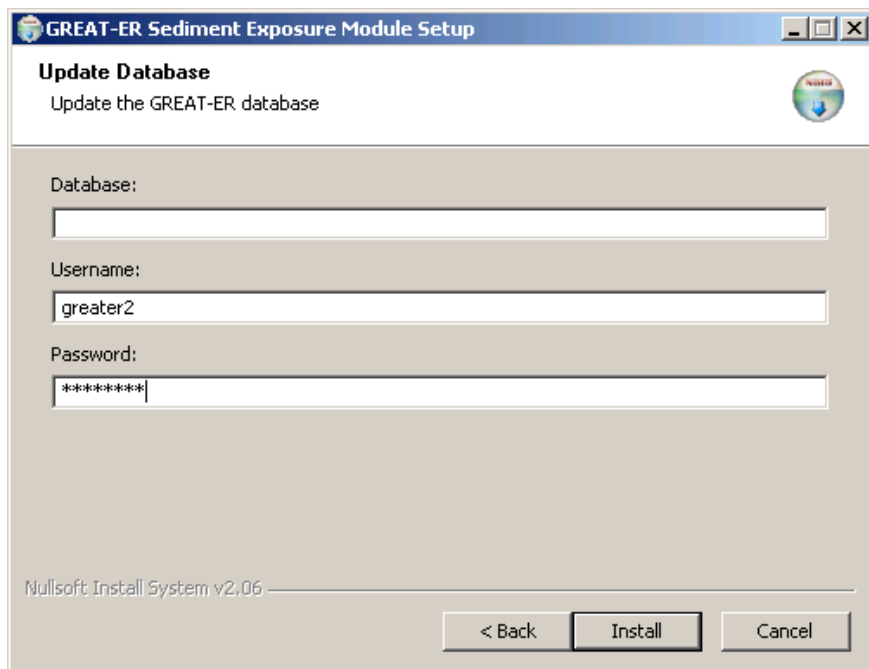 GREAT-ER Sediment Exposure Module Setup
Update Database
Update the GREAT-ER database
Database:
Username:
greater2
Password:
********
Nullsoft Install System v2.06
< Back Install Cancel